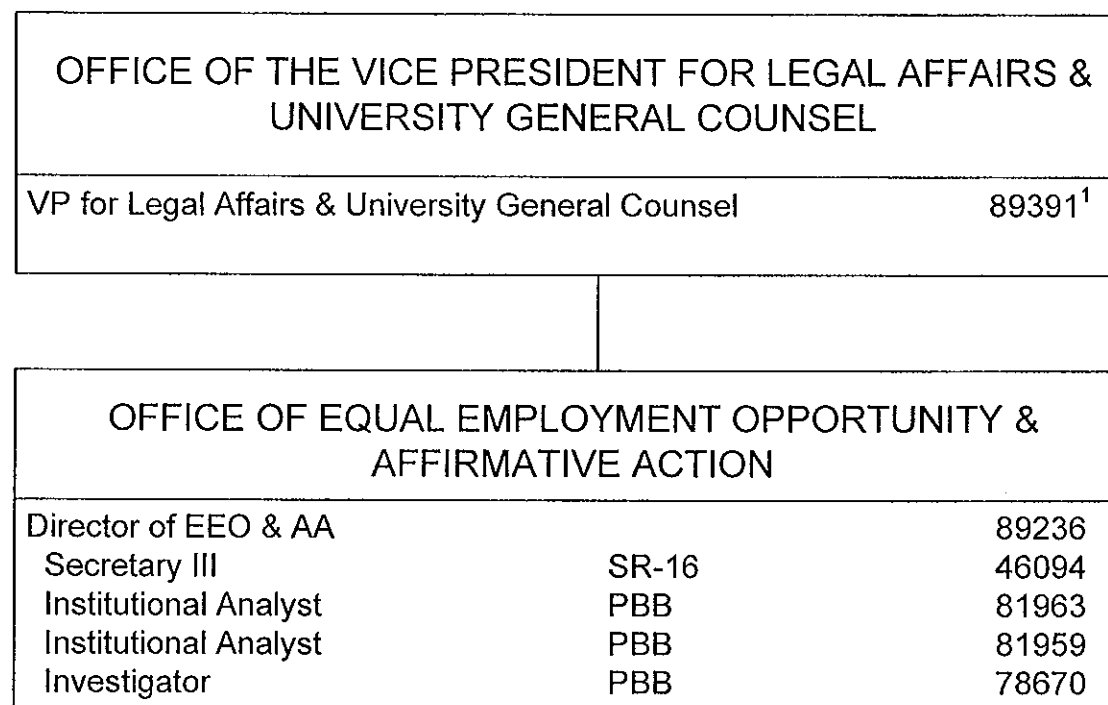 OFFICE OF THE VICE PRESIDENT FOR LEGAL AFFAIRS &
UNIVERSITY GENERAL COUNSEL
VP for Legal Affairs & University General Counsel 89391¹
OFFICE OF EQUAL EMPLOYMENT OPPORTUNITY &
AFFIRMATIVE ACTION
Director of EEO & AA 89236
Secretary III SR-16 46094
Institutional Analyst PBB 81963
Institutional Analyst PBB 81959
Investigator PBB 78670